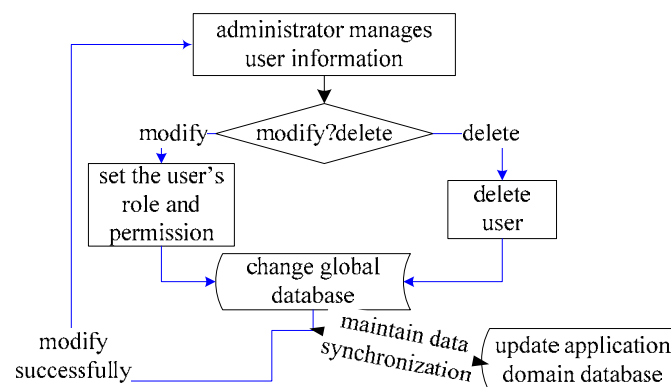 administrator manages
user information
modify
modify?delete
delete
set the user's
role and
permission
delete
user
change global
database
maintain data
synchronization
modify
successfully
update application
domain database